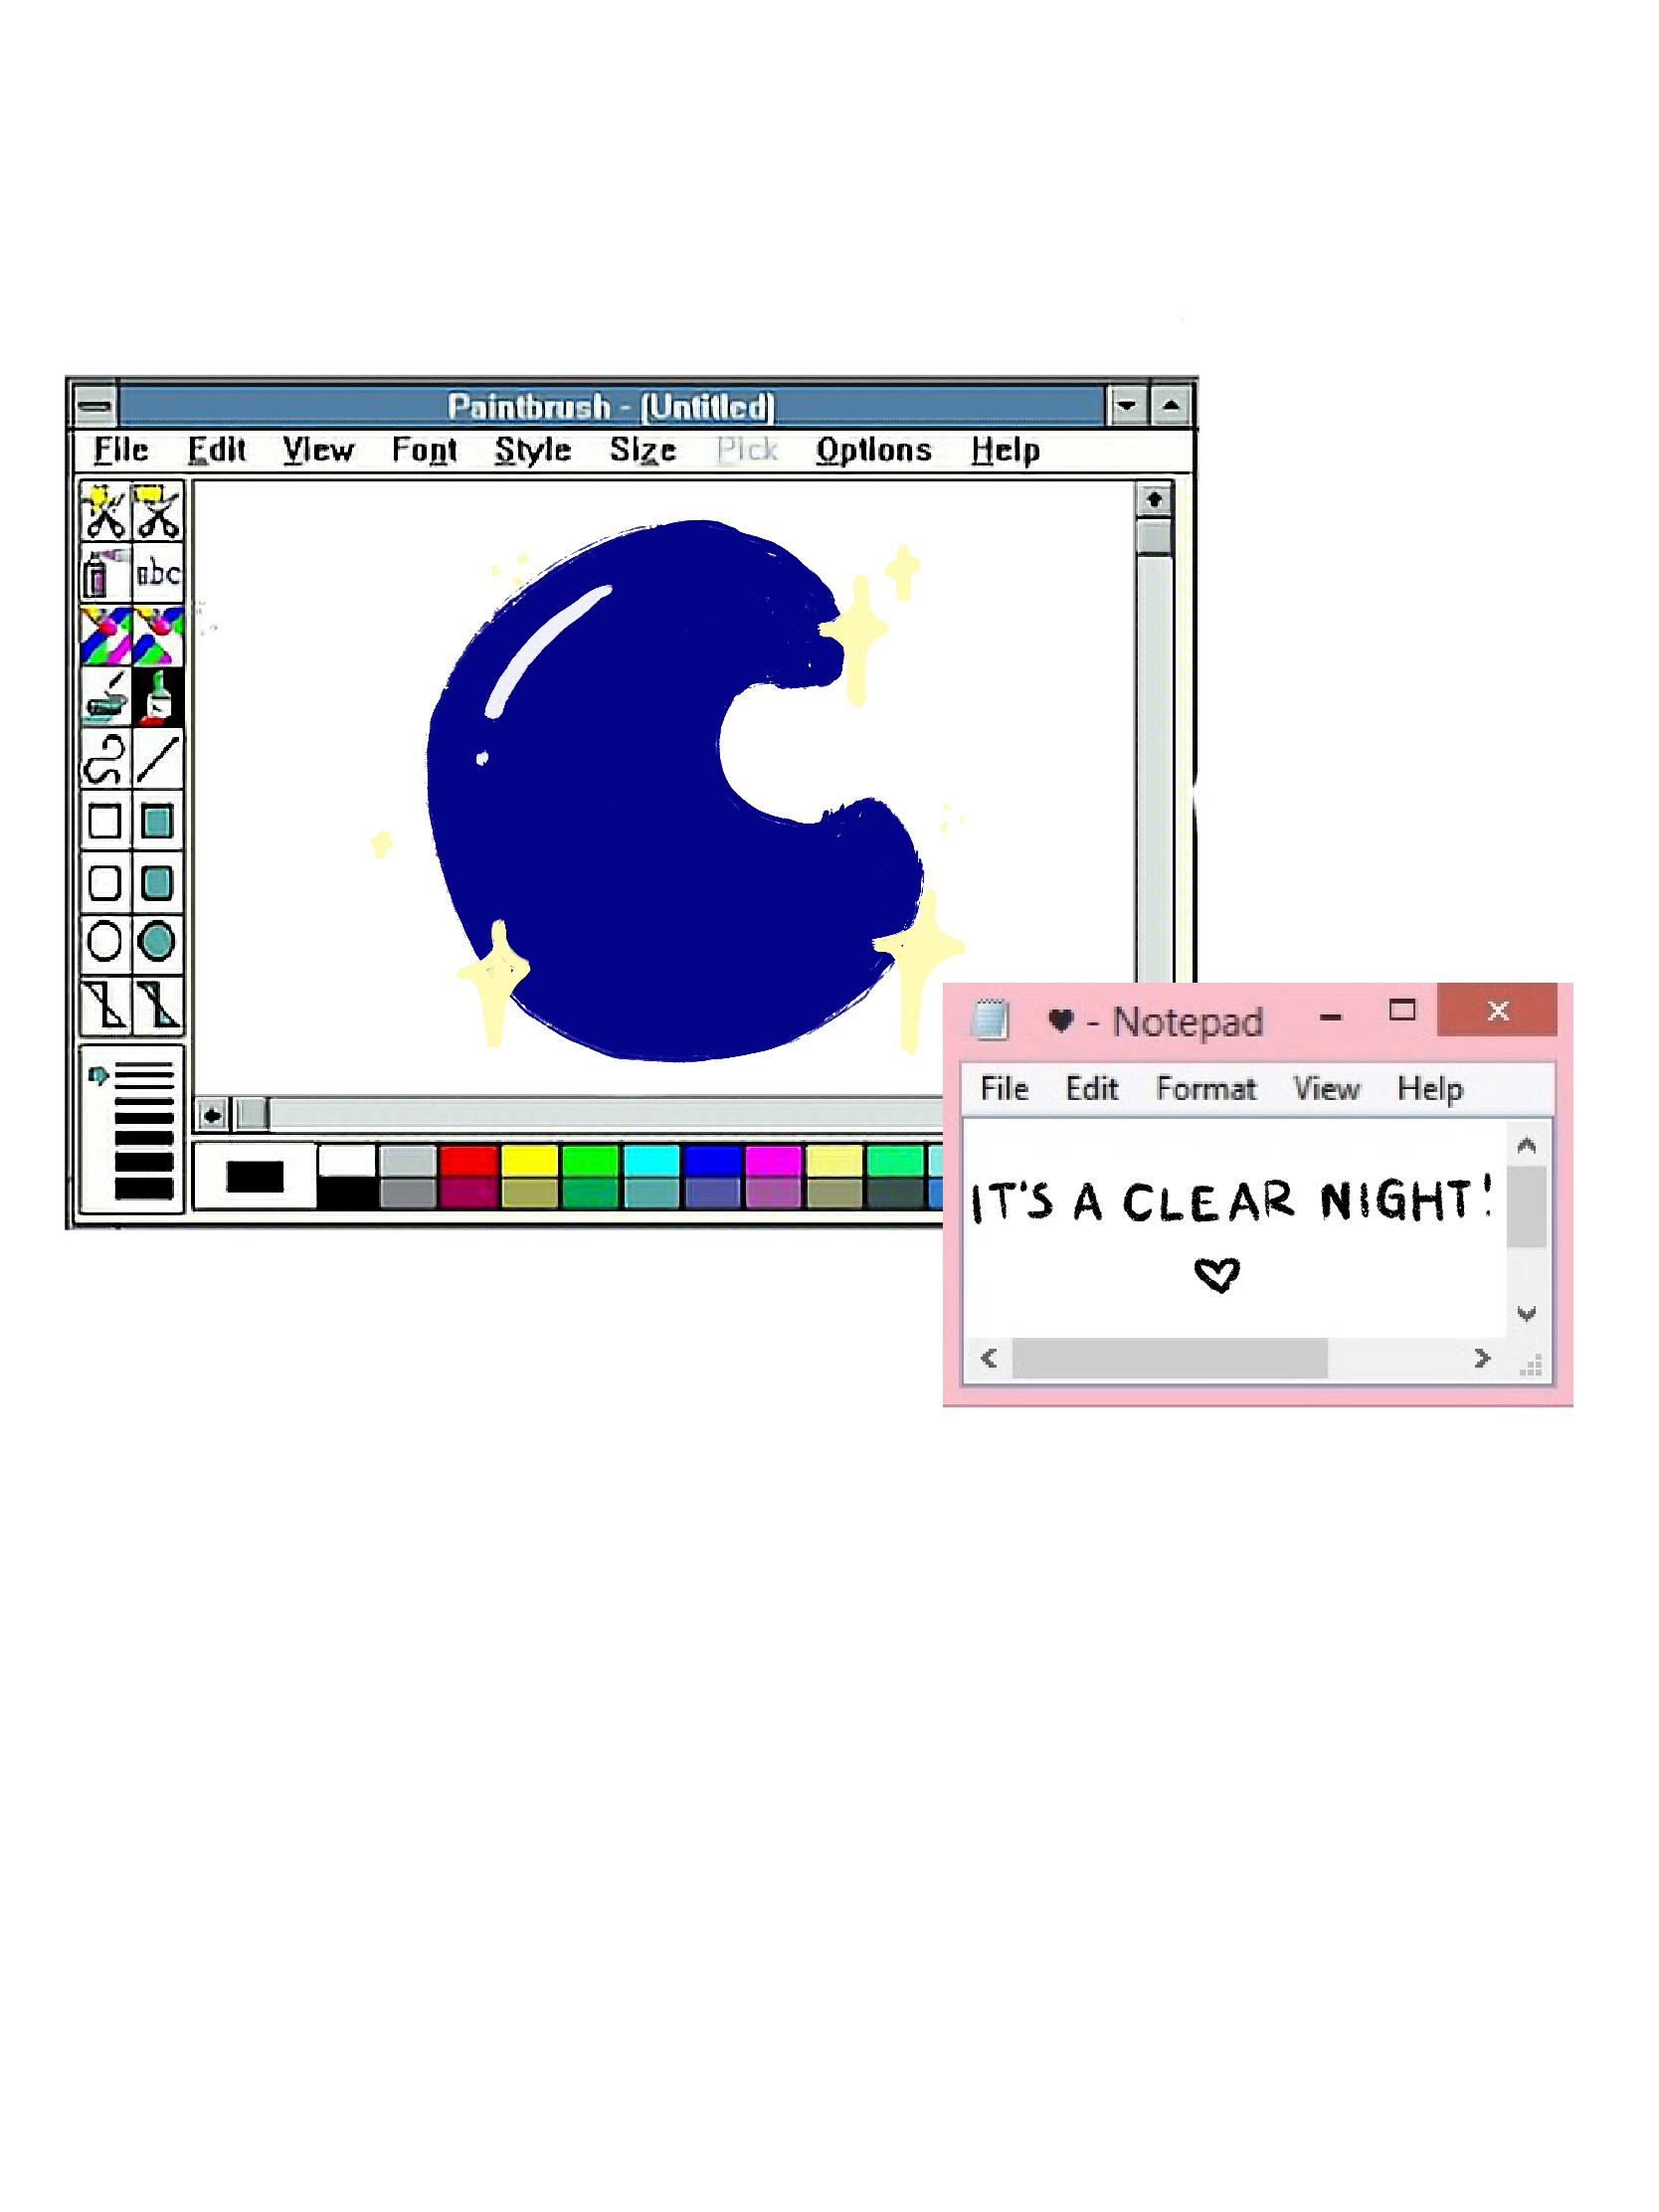 Paintbrush - (Untitled)
File Edit View Font Style Size Pick Options Help
abc
♥ - Notepad
File Edit Format View Help
IT'S A CLEAR NIGHT!
♡